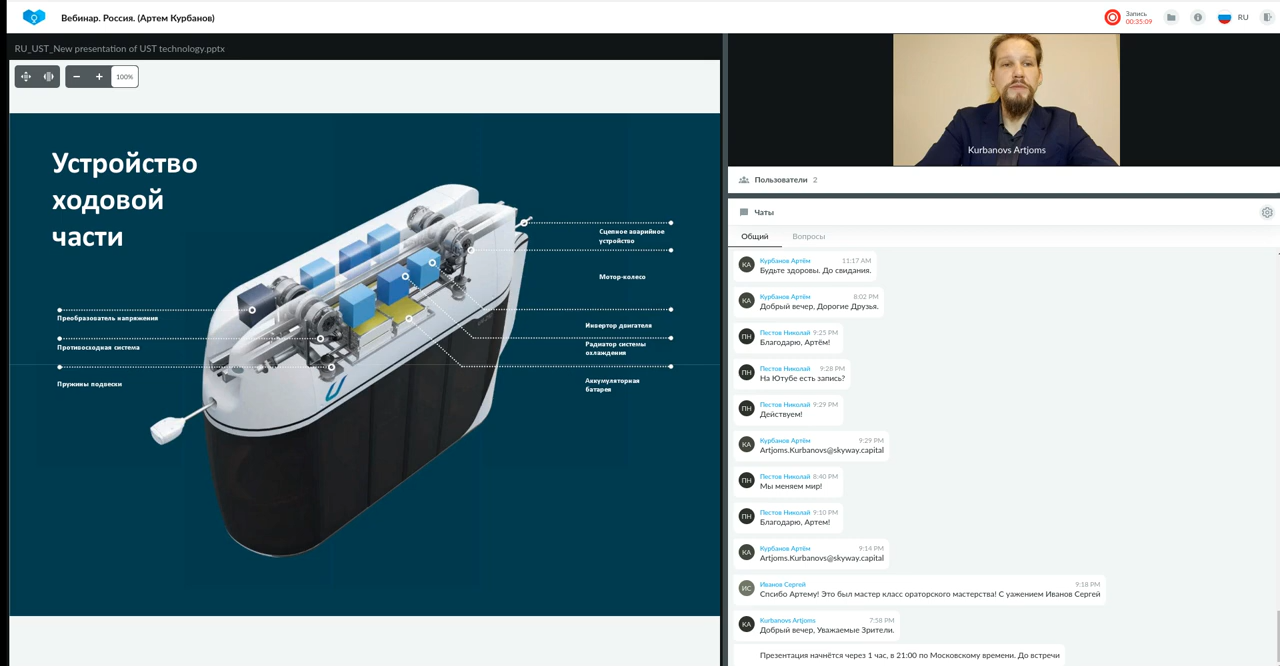 Вебинар. Россия. (Артем Курбанов)
Запись
00:35:09
RU
RU_UST_New presentation of UST technology.pptx
100%
Устройство
ходовой
части
Сцепное аварийное
устройство
Мотор-колесо
Преобразователь напряжения
Инвертор двигателя
Противосходная система
Радиатор системы
охлаждения
Пружины подвески
Аккумуляторная
батарея
Kurbanovs Artjoms
Пользователи 2
Чаты
Общий
Вопросы
КА
Курбанов Артём 11:17 AM
Будьте здоровы. До свидания.
КА
Курбанов Артём 8:02 PM
Добрый вечер, Дорогие Друзья.
ПН
Пестов Николай 9:25 PM
Благодарю, Артём!
ПН
Пестов Николай 9:28 PM
На Ютубе есть запись?
ПН
Пестов Николай 9:29 PM
Действуем!
КА
Курбанов Артём 9:29 PM
Artjoms.Kurbanovs@skyway.capital
ПН
Пестов Николай 8:40 PM
Мы меняем мир!
ПН
Пестов Николай 9:10 PM
Благодарю, Артем!
КА
Курбанов Артём 9:14 PM
Artjoms.Kurbanovs@skyway.capital
ИС
Иванов Сергей 9:18 PM
Спсибо Артему! Это был мастер класс ораторского мастерства! С уажением Иванов Сергей
KA
Kurbanovs Artjoms 7:58 PM
Добрый вечер, Уважаемые Зрители.
Презентация начнётся через 1 час, в 21:00 по Московскому времени. До встречи